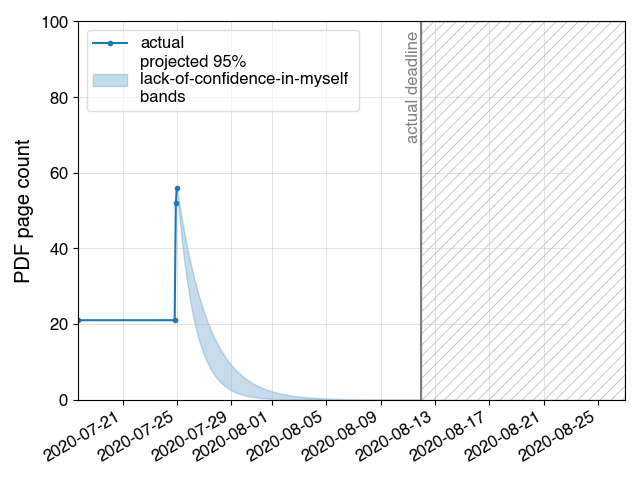 100
80
60
40
20
0
PDF page count
actual
projected 95%
lack-of-confidence-in-myself
bands
actual deadline
2020-07-21
2020-07-25
2020-07-29
2020-08-01
2020-08-05
2020-08-09
2020-08-13
2020-08-17
2020-08-21
2020-08-25